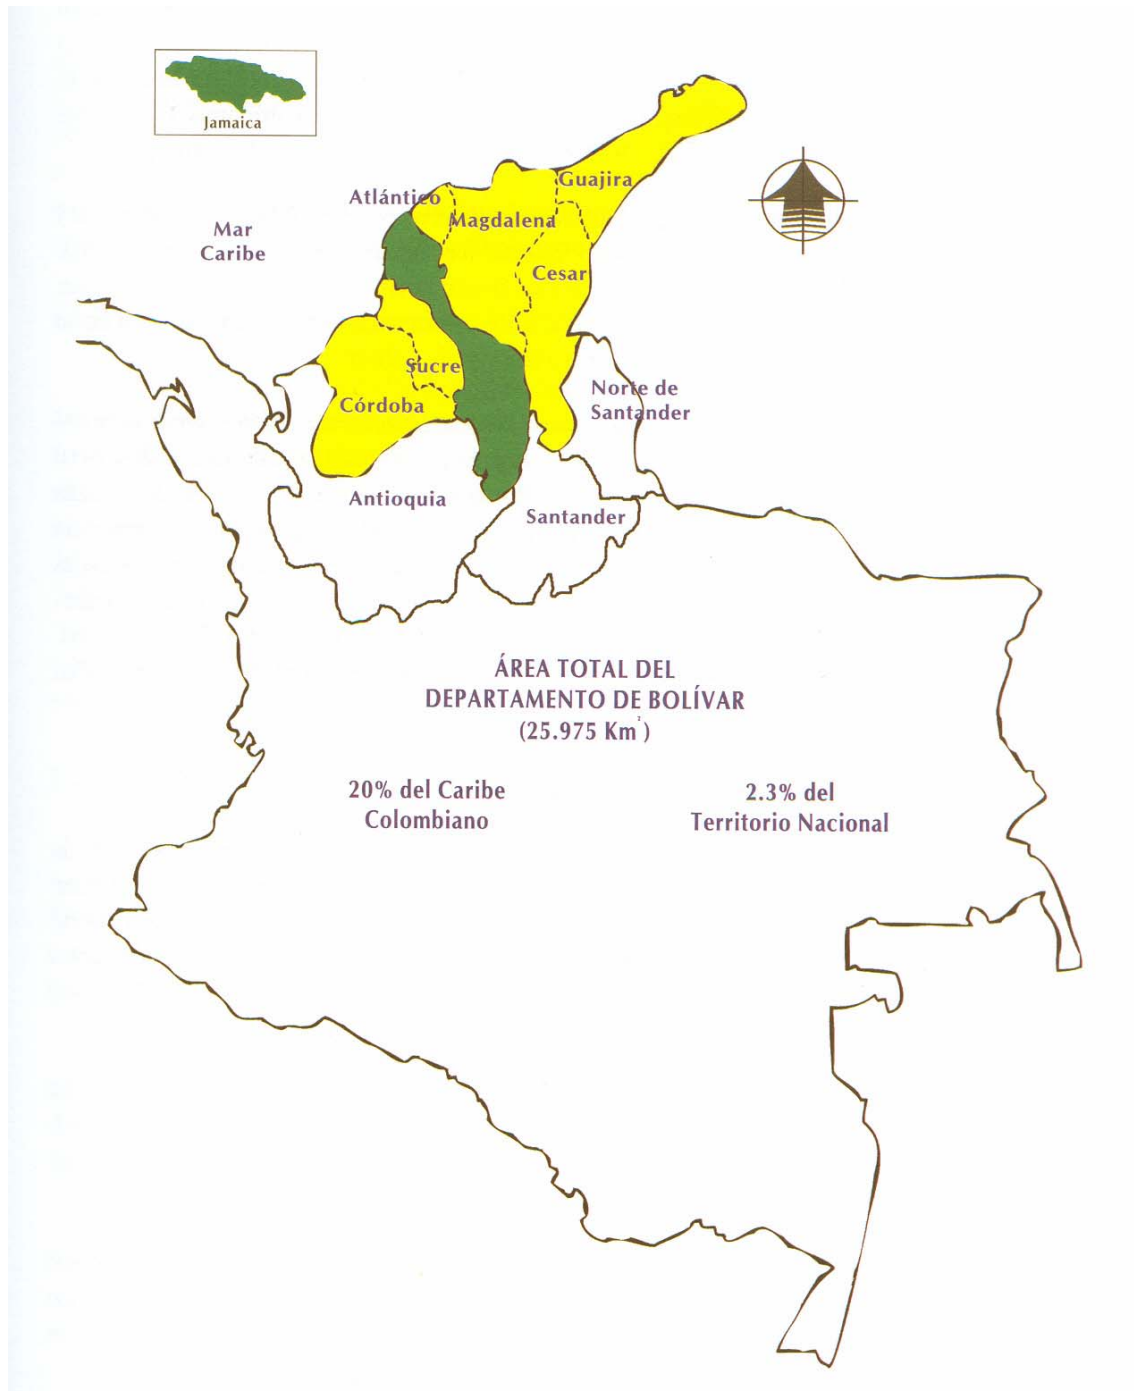 Jamaica
Guajira
Atlántico
Magdalena
Mar
Caribe
Cesar
Sucre
Norte de
Santander
Córdoba
Antioquia
Santander
ÁREA TOTAL DEL
DEPARTAMENTO DE BOLÍVAR
(25.975 Km²)
20% del Caribe
Colombiano
2.3% del
Territorio Nacional